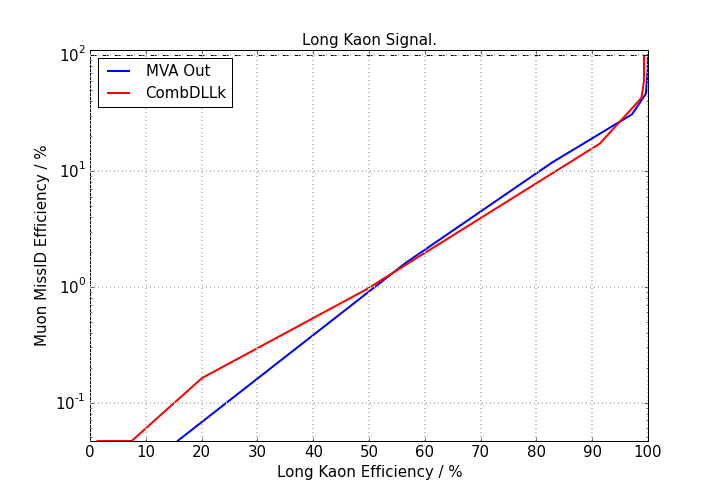 Long Kaon Signal.
10²
MVA Out
CombDLLk
10¹
10⁰
10⁻¹
Muon MissID Efficiency / %
0 10 20 30 40 50 60 70 80 90 100
Long Kaon Efficiency / %